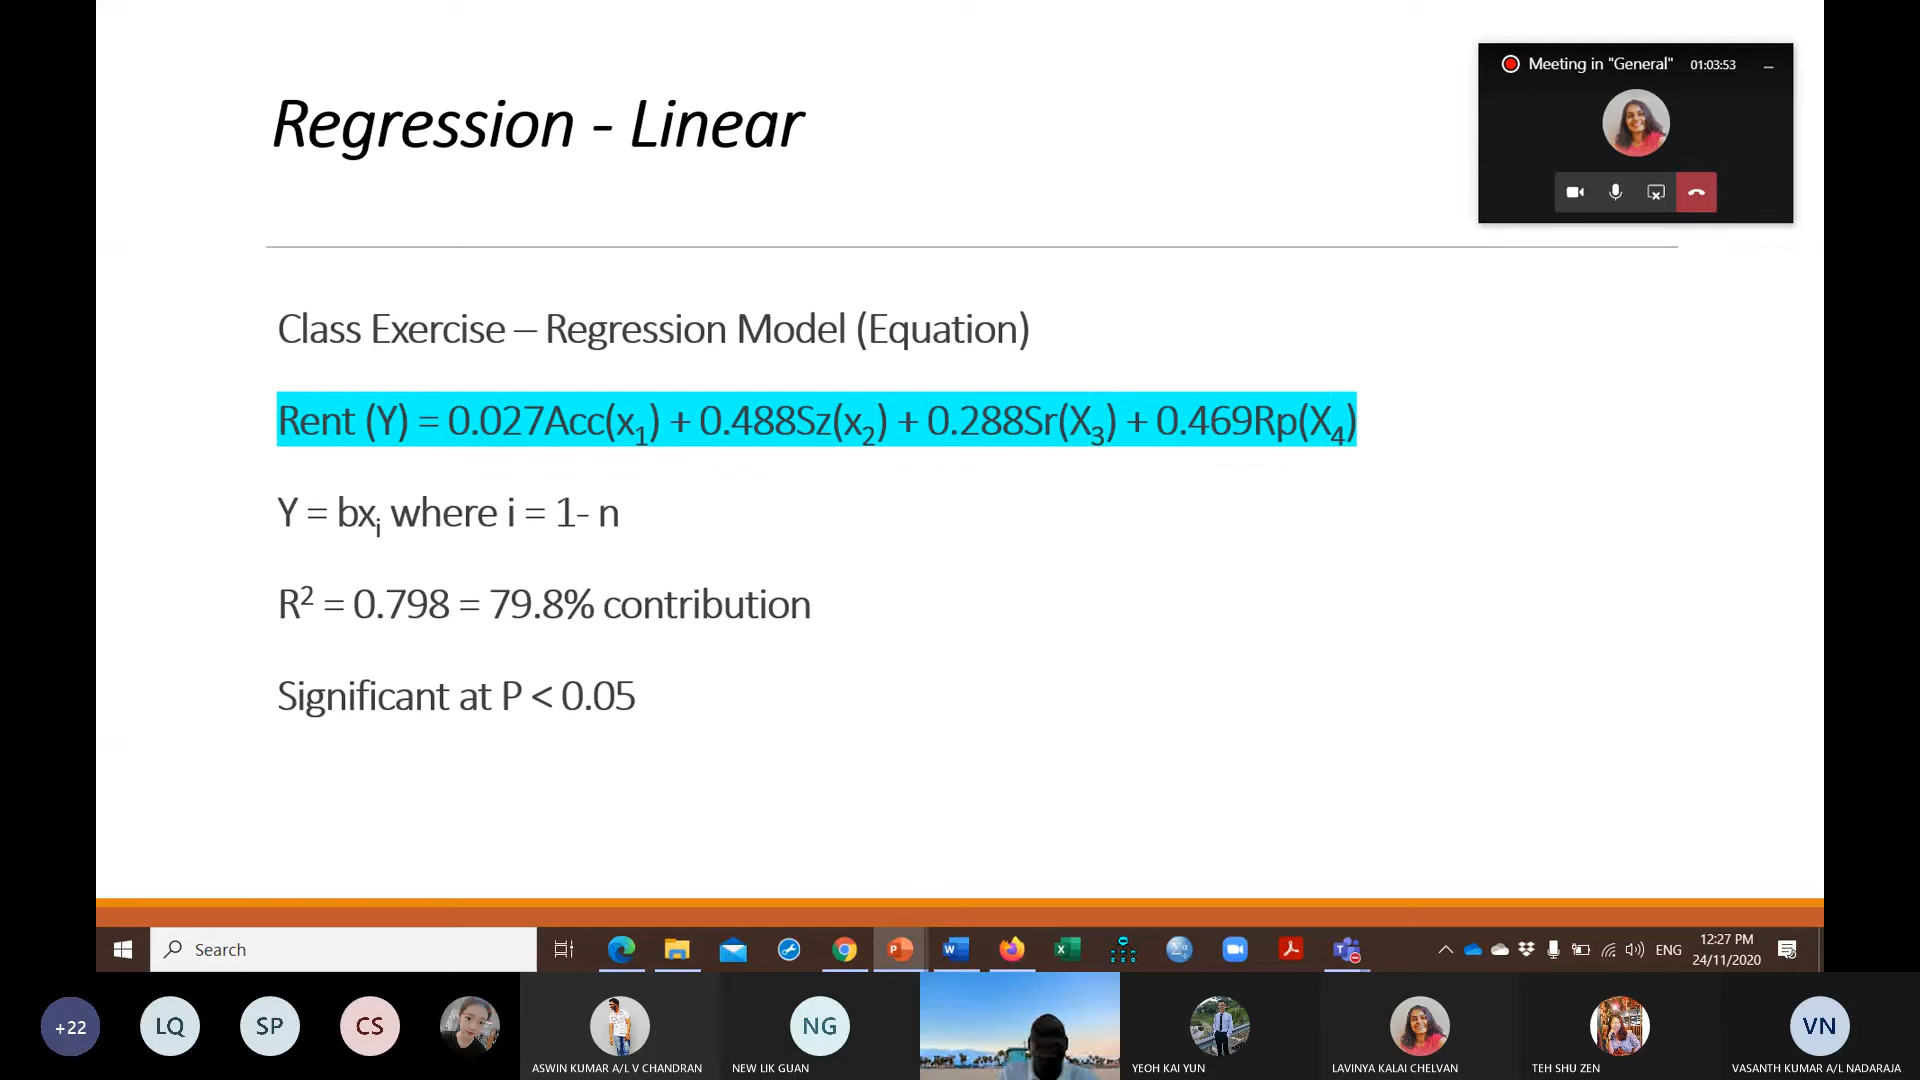 Regression - Linear
Meeting in "General" 01:03:53
Class Exercise – Regression Model (Equation)
Rent (Y) = 0.027Acc(x₁) + 0.488Sz(x₂) + 0.288Sr(X₃) + 0.469Rp(X₄)
Y = bxᵢ where i = 1- n
R² = 0.798 = 79.8% contribution
Significant at P < 0.05
Search
ENG
12:27 PM
24/11/2020
+22
LQ
SP
CS
NG
VN
ASWIN KUMAR A/L V CHANDRAN
NEW LIK GUAN
YEOH KAI YUN
LAVINYA KALAI CHELVAN
TEH SHU ZEN
VASANTH KUMAR A/L NADARAJA